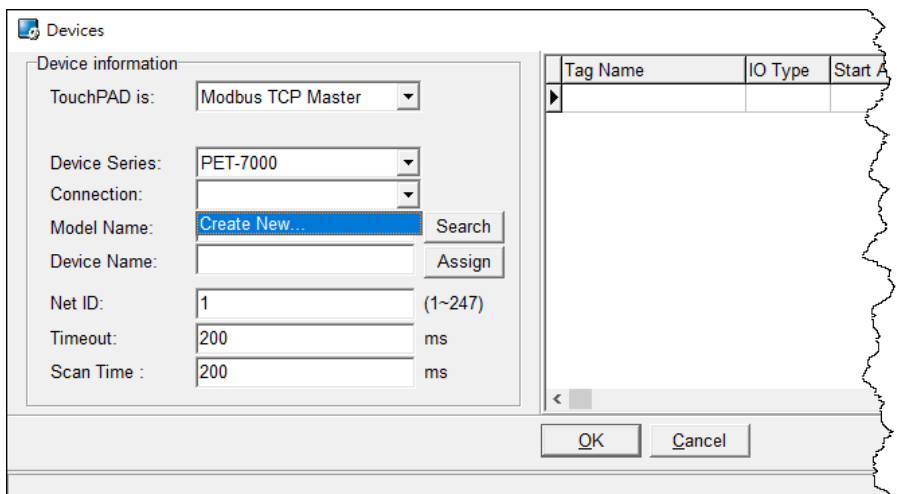 Devices
Device information
TouchPAD is: Modbus TCP Master
Device Series: PET-7000
Connection:
Create New...
Model Name: Search
Device Name: Assign
Net ID: 1 (1~247)
Timeout: 200 ms
Scan Time : 200 ms
Tag Name IO Type Start A
OK Cancel